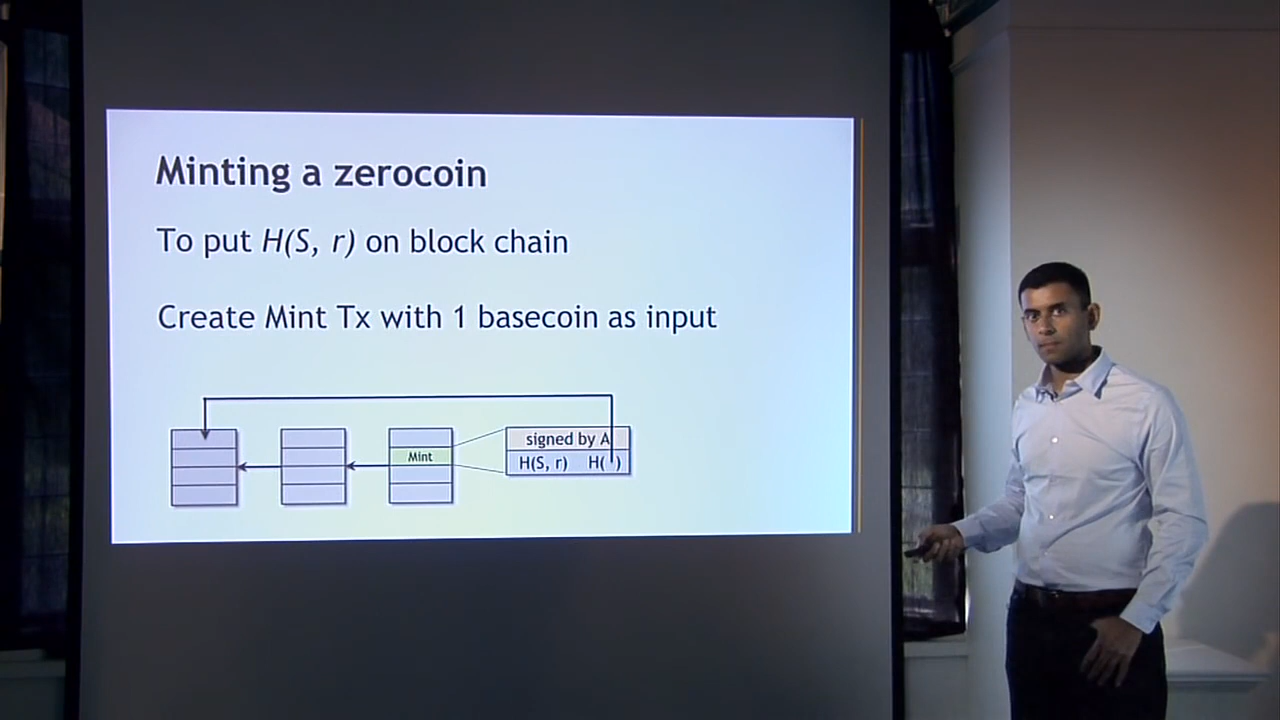 Minting a zerocoin
To put H(S, r) on block chain
Create Mint Tx with 1 basecoin as input
Mint
signed by A
H(S, r) H( )